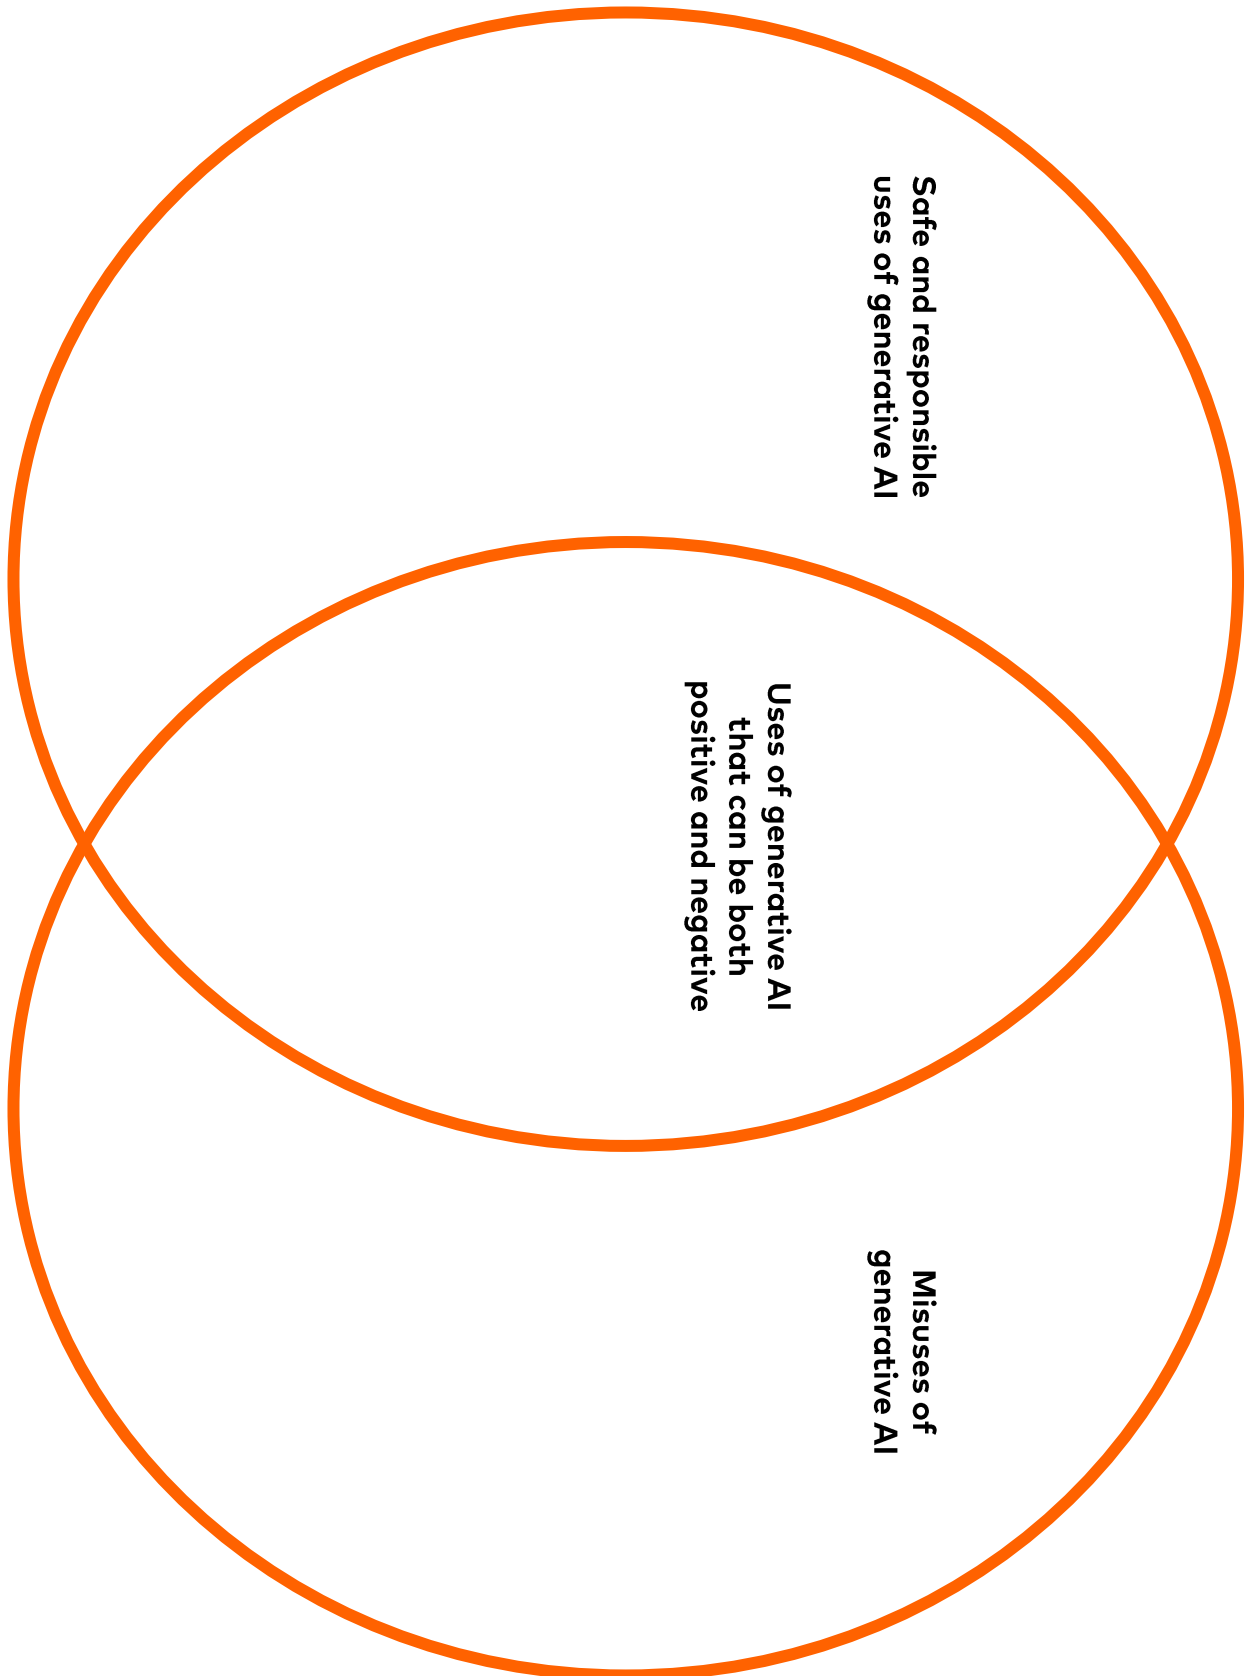 Safe and responsible
uses of generative AI
Uses of generative AI
that can be both
positive and negative
Misuses of
generative AI